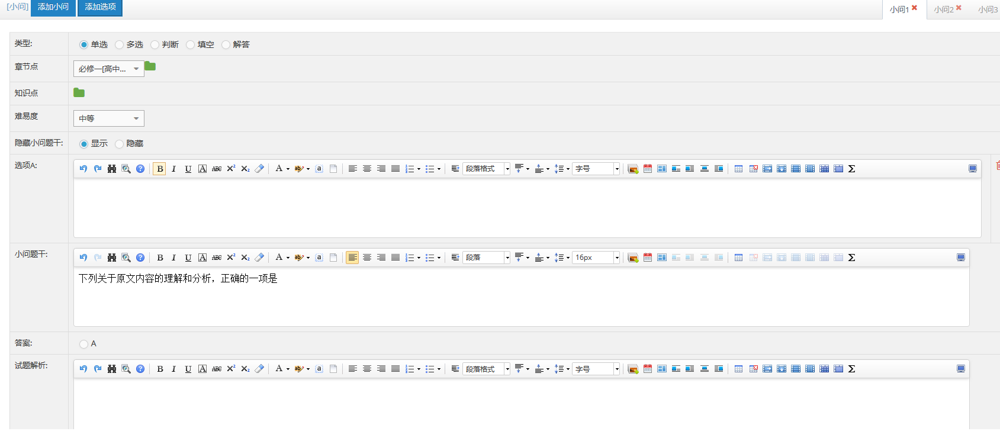 [小问] 添加小问 添加选项 小问1 小问2 小问3
类型: 单选 多选 判断 填空 解答
章节点 必修一[高中...
知识点
难易度 中等
隐藏小问题干: 显示 隐藏
选项A: B I U A ABC X² X₂ A ab a 段落格式 字号 Σ
小问题干: B I U A ABC X² X₂ A ab a 段落 16px Σ
下列关于原文内容的理解和分析，正确的一项是
答案: A
试题解析: B I U A ABC X² X₂ A ab a 段落格式 字号 Σ